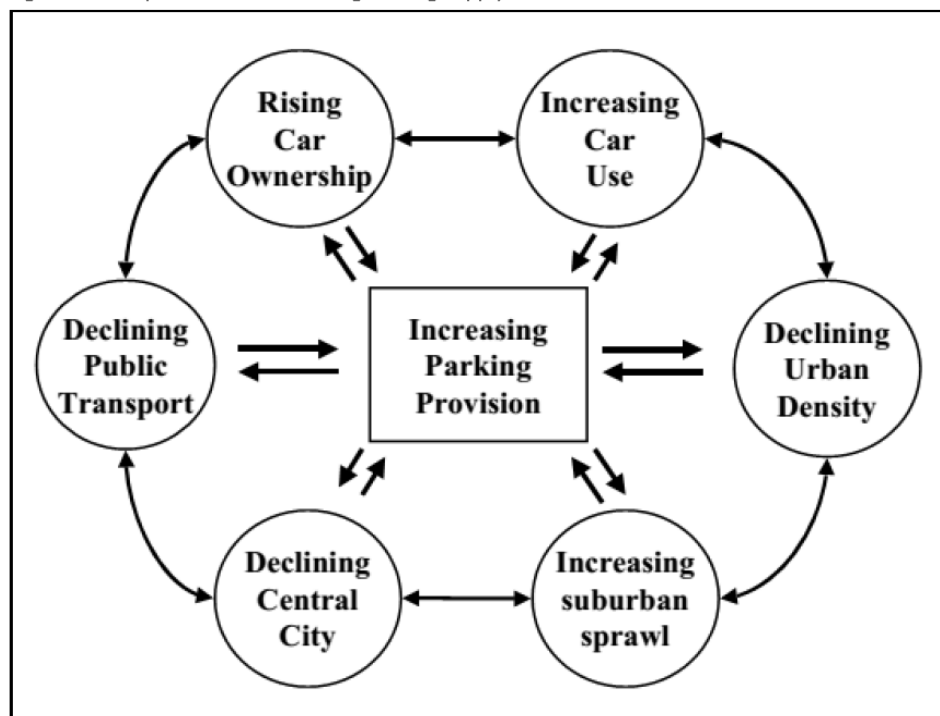 Rising
Car
Ownership
Increasing
Car
Use
Declining
Public
Transport
Increasing
Parking
Provision
Declining
Urban
Density
Declining
Central
City
Increasing
suburban
sprawl